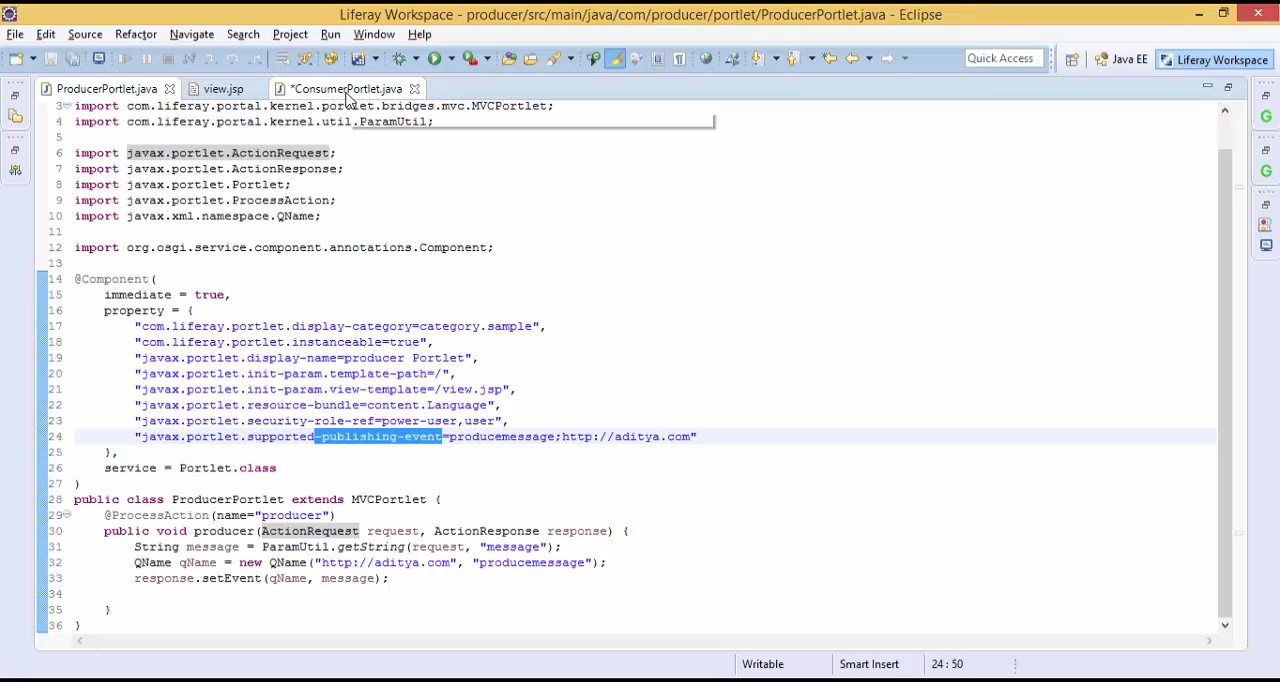 Liferay Workspace - producer/src/main/java/com/producer/portlet/ProducerPortlet.java - Eclipse
File Edit Source Refactor Navigate Search Project Run Window Help
Quick Access Java EE Liferay Workspace
ProducerPortlet.java view.jsp *ConsumerPortlet.java
3 import com.liferay.portal.kernel.portlet.bridges.mvc.MVCPortlet;
4 import com.liferay.portal.kernel.util.ParamUtil;
5
6 import javax.portlet.ActionRequest;
7 import javax.portlet.ActionResponse;
8 import javax.portlet.Portlet;
9 import javax.portlet.ProcessAction;
10 import javax.xml.namespace.QName;
11
12 import org.osgi.service.component.annotations.Component;
13
14 @Component(
15 immediate = true,
16 property = {
17 "com.liferay.portlet.display-category=category.sample",
18 "com.liferay.portlet.instanceable=true",
19 "javax.portlet.display-name=producer Portlet",
20 "javax.portlet.init-param.template-path=/",
21 "javax.portlet.init-param.view-template=/view.jsp",
22 "javax.portlet.resource-bundle=content.Language",
23 "javax.portlet.security-role-ref=power-user,user",
24 "javax.portlet.supported-publishing-event=producemessage;http://aditya.com"
25 },
26 service = Portlet.class
27 )
28 public class ProducerPortlet extends MVCPortlet {
29 @ProcessAction(name="producer")
30 public void producer(ActionRequest request, ActionResponse response) {
31 String message = ParamUtil.getString(request, "message");
32 QName qName = new QName("http://aditya.com", "producemessage");
33 response.setEvent(qName, message);
34
35 }
36 }
Writable Smart Insert 24 : 50